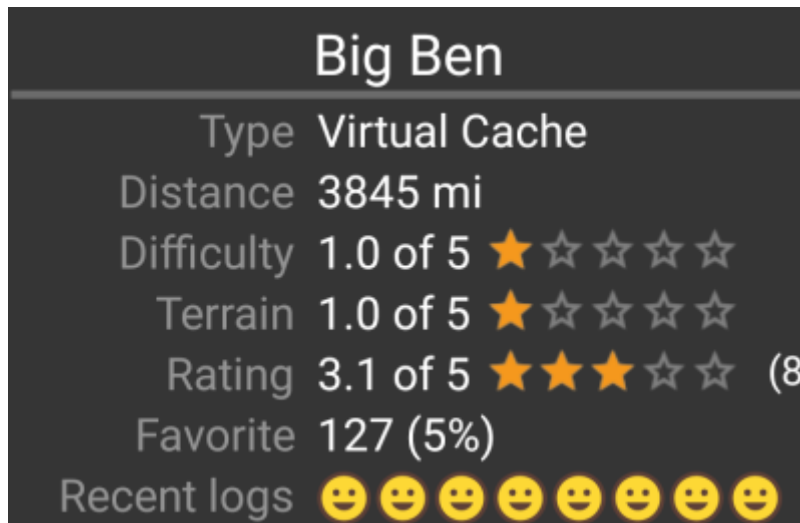 Big Ben
Type Virtual Cache
Distance 3845 mi
Difficulty 1.0 of 5
Terrain 1.0 of 5
Rating 3.1 of 5 (8
Favorite 127 (5%)
Recent logs